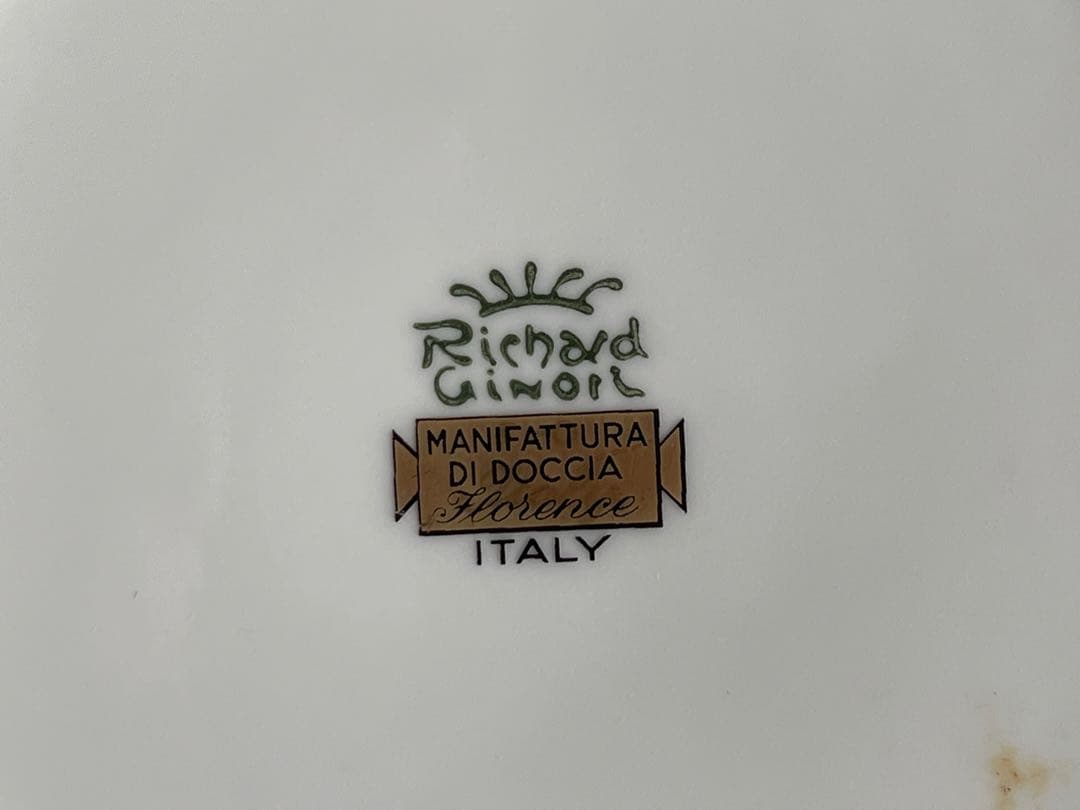 Richard
Ginori
MANIFATTURA
DI DOCCIA
Florence
ITALY